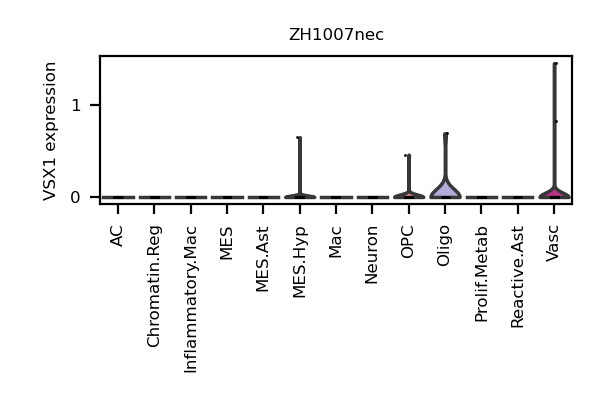 ZH1007nec
VSX1 expression
1
0
AC
Chromatin.Reg
Inflammatory.Mac
MES
MES.Ast
MES.Hyp
Mac
Neuron
OPC
Oligo
Prolif.Metab
Reactive.Ast
Vasc